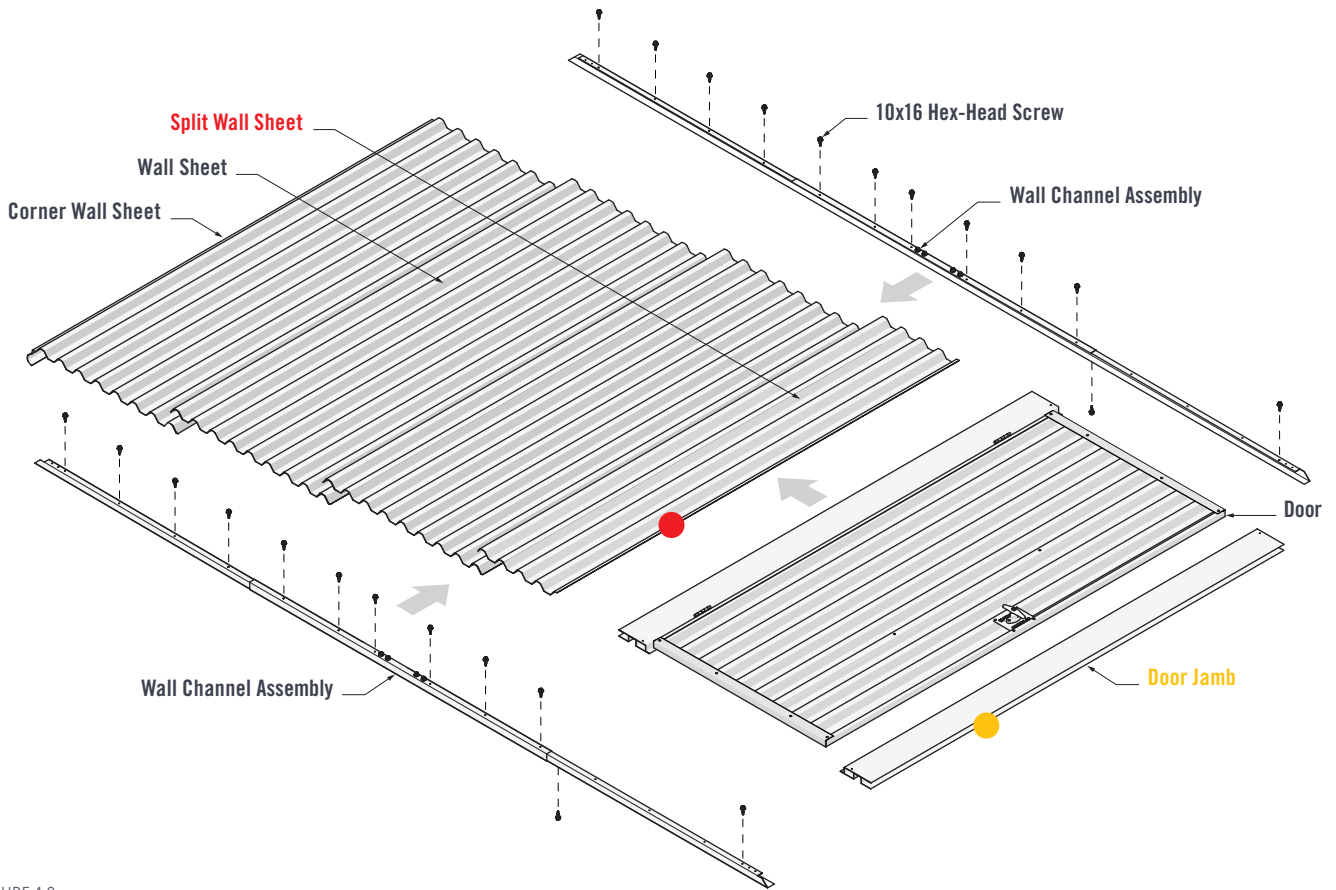 Split Wall Sheet
10x16 Hex-Head Screw
Wall Sheet
Wall Channel Assembly
Corner Wall Sheet
Door
Wall Channel Assembly
Door Jamb